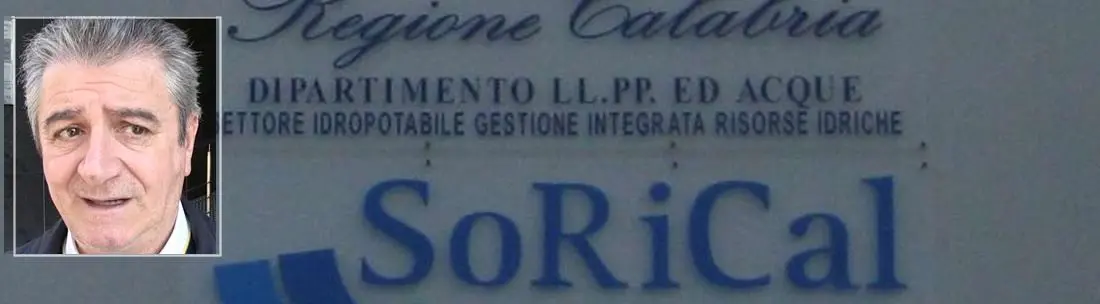 Regione Calabria
DIPARTIMENTO LL.PP. ED ACQUE
SETTORE IDROPOTABILE GESTIONE INTEGRATA RISORSE IDRICHE
SoRiCal